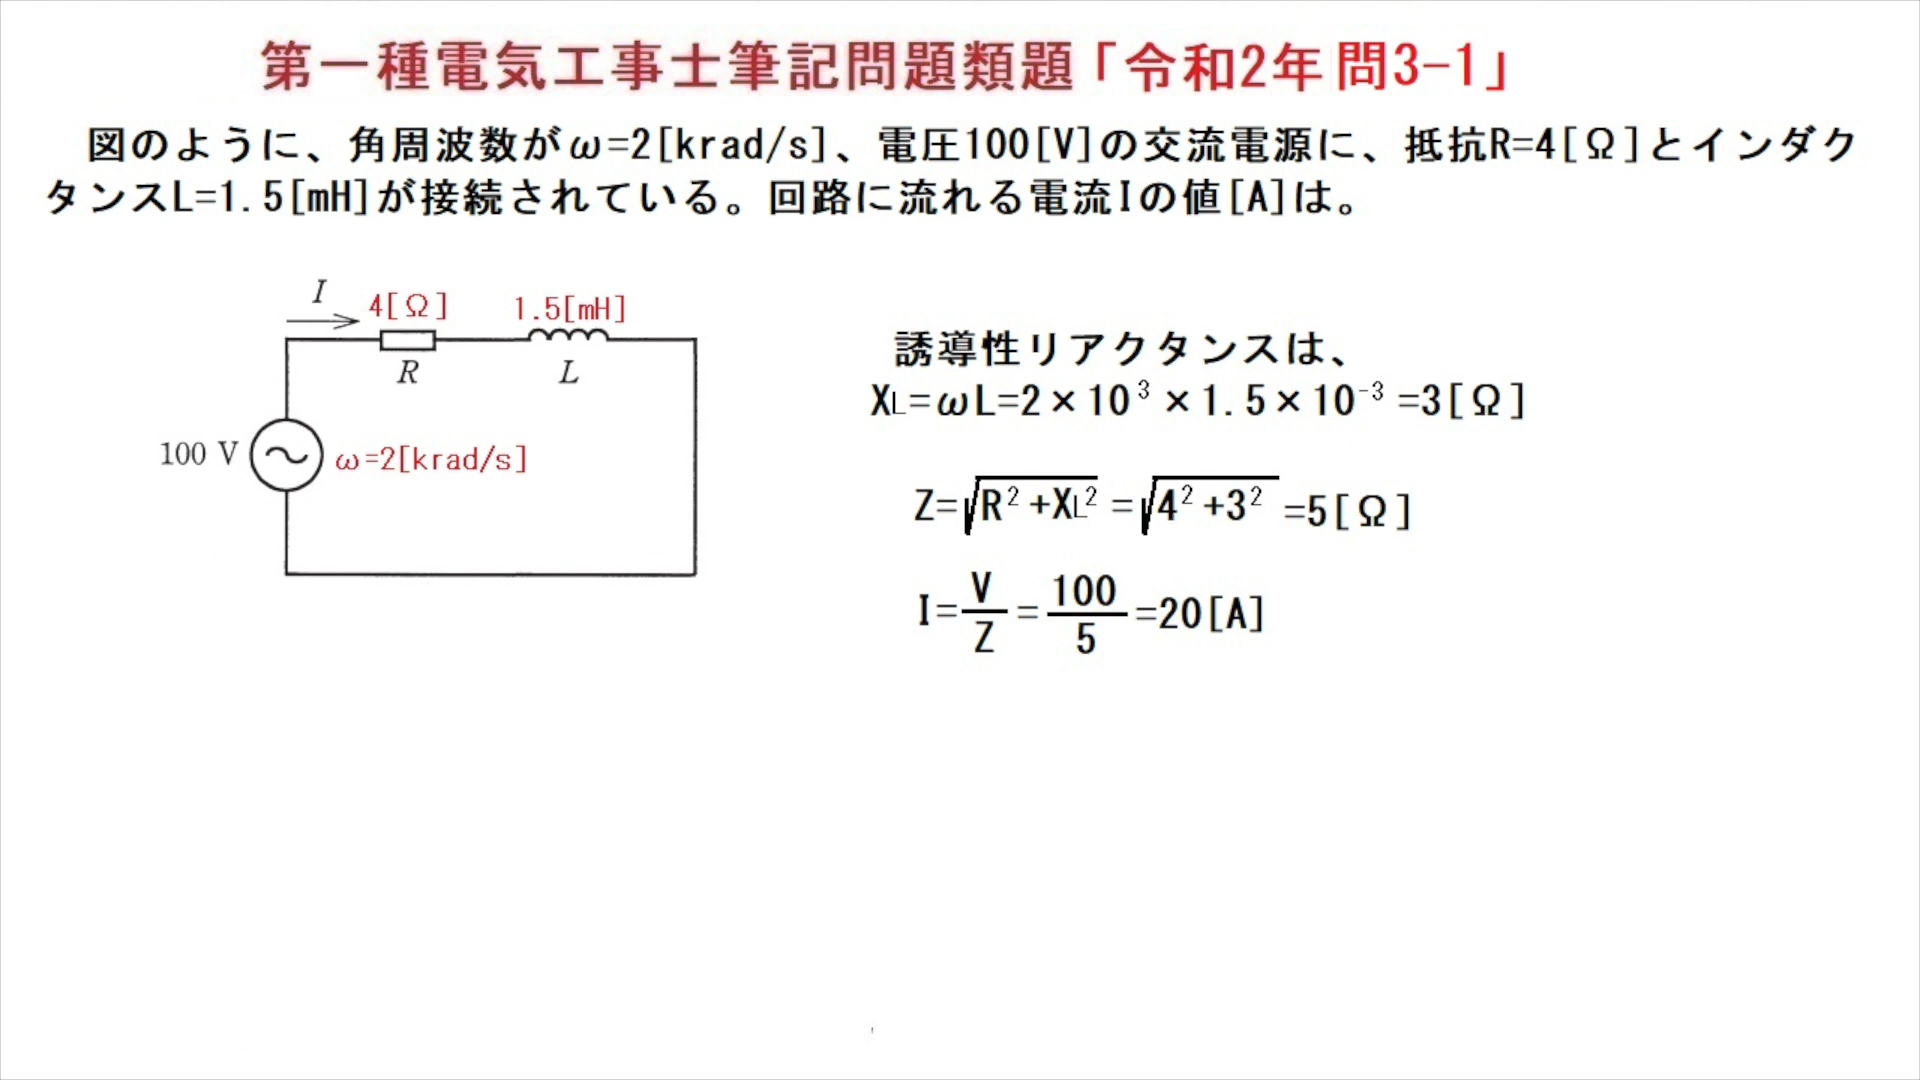 第一種電気工事士筆記問題類題「令和2年問3-1」
図のように、角周波数がω=2[krad/s]、電圧100[V]の交流電源に、抵抗R=4[Ω]とインダク
タンスL=1.5[mH]が接続されている。回路に流れる電流Iの値[A]は。
I
4[Ω]
1.5[mH]
R
L
100 V
ω=2[krad/s]
誘導性リアクタンスは、
XL=ωL=2×10³×1.5×10⁻³=3[Ω]
Z=√R²+XL²=√4²+3²=5[Ω]
I=V/Z=100/5=20[A]